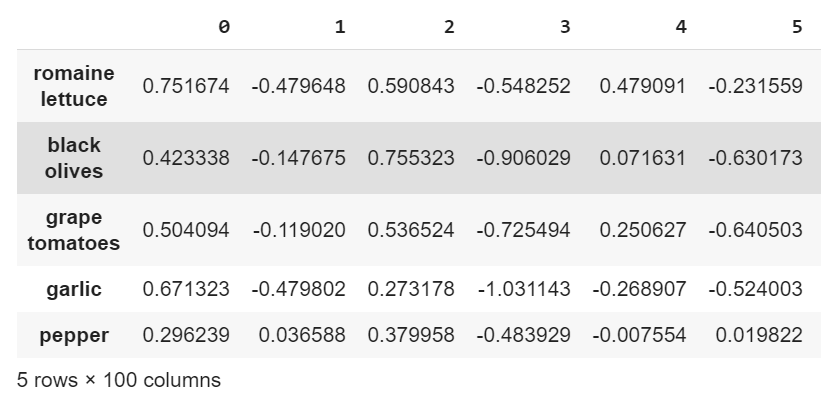 0 1 2 3 4 5
romaine
lettuce 0.751674 -0.479648 0.590843 -0.548252 0.479091 -0.231559
black
olives 0.423338 -0.147675 0.755323 -0.906029 0.071631 -0.630173
grape
tomatoes 0.504094 -0.119020 0.536524 -0.725494 0.250627 -0.640503
garlic 0.671323 -0.479802 0.273178 -1.031143 -0.268907 -0.524003
pepper 0.296239 0.036588 0.379958 -0.483929 -0.007554 0.019822
5 rows × 100 columns